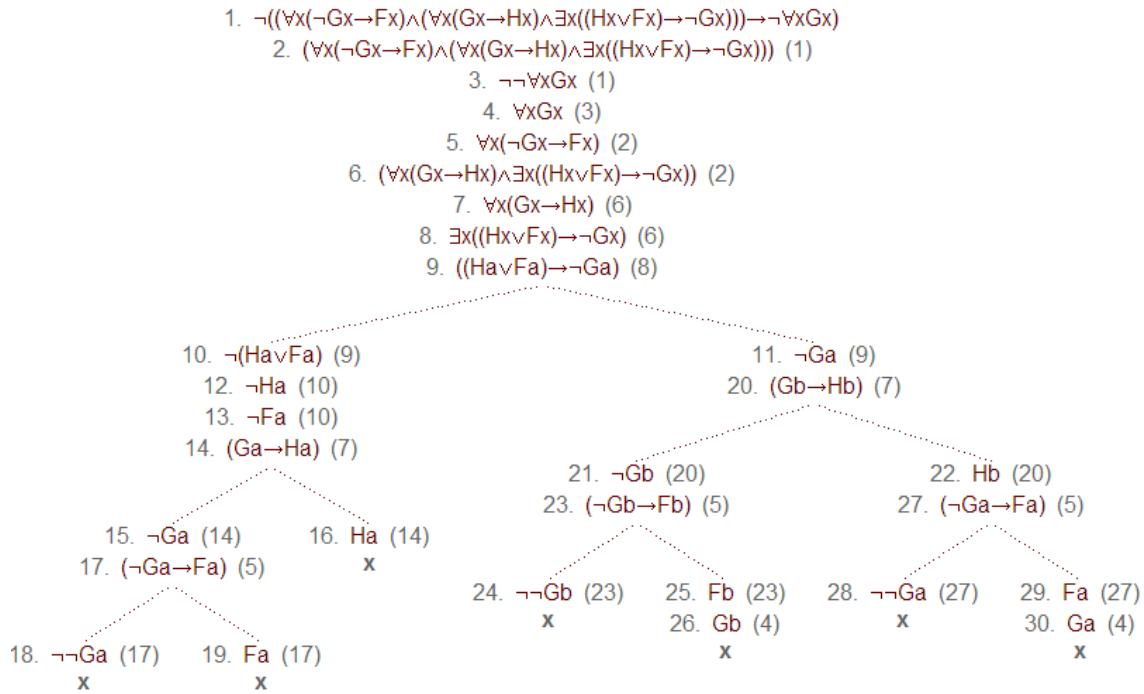 1. ¬((∀x(¬Gx→Fx)∧(∀x(Gx→Hx)∧∃x((Hx∨Fx)→¬Gx)))→¬∀xGx)
2. (∀x(¬Gx→Fx)∧(∀x(Gx→Hx)∧∃x((Hx∨Fx)→¬Gx))) (1)
3. ¬¬∀xGx (1)
4. ∀xGx (3)
5. ∀x(¬Gx→Fx) (2)
6. (∀x(Gx→Hx)∧∃x((Hx∨Fx)→¬Gx)) (2)
7. ∀x(Gx→Hx) (6)
8. ∃x((Hx∨Fx)→¬Gx) (6)
9. ((Ha∨Fa)→¬Ga) (8)
10. ¬(Ha∨Fa) (9)
11. ¬Ga (9)
12. ¬Ha (10)
20. (Gb→Hb) (7)
13. ¬Fa (10)
14. (Ga→Ha) (7)
21. ¬Gb (20)
22. Hb (20)
23. (¬Gb→Fb) (5)
27. (¬Ga→Fa) (5)
15. ¬Ga (14)
16. Ha (14)
17. (¬Ga→Fa) (5)
x
24. ¬¬Gb (23)
25. Fb (23)
28. ¬¬Ga (27)
29. Fa (27)
x
26. Gb (4)
x
30. Ga (4)
x
x
18. ¬¬Ga (17)
19. Fa (17)
x
x